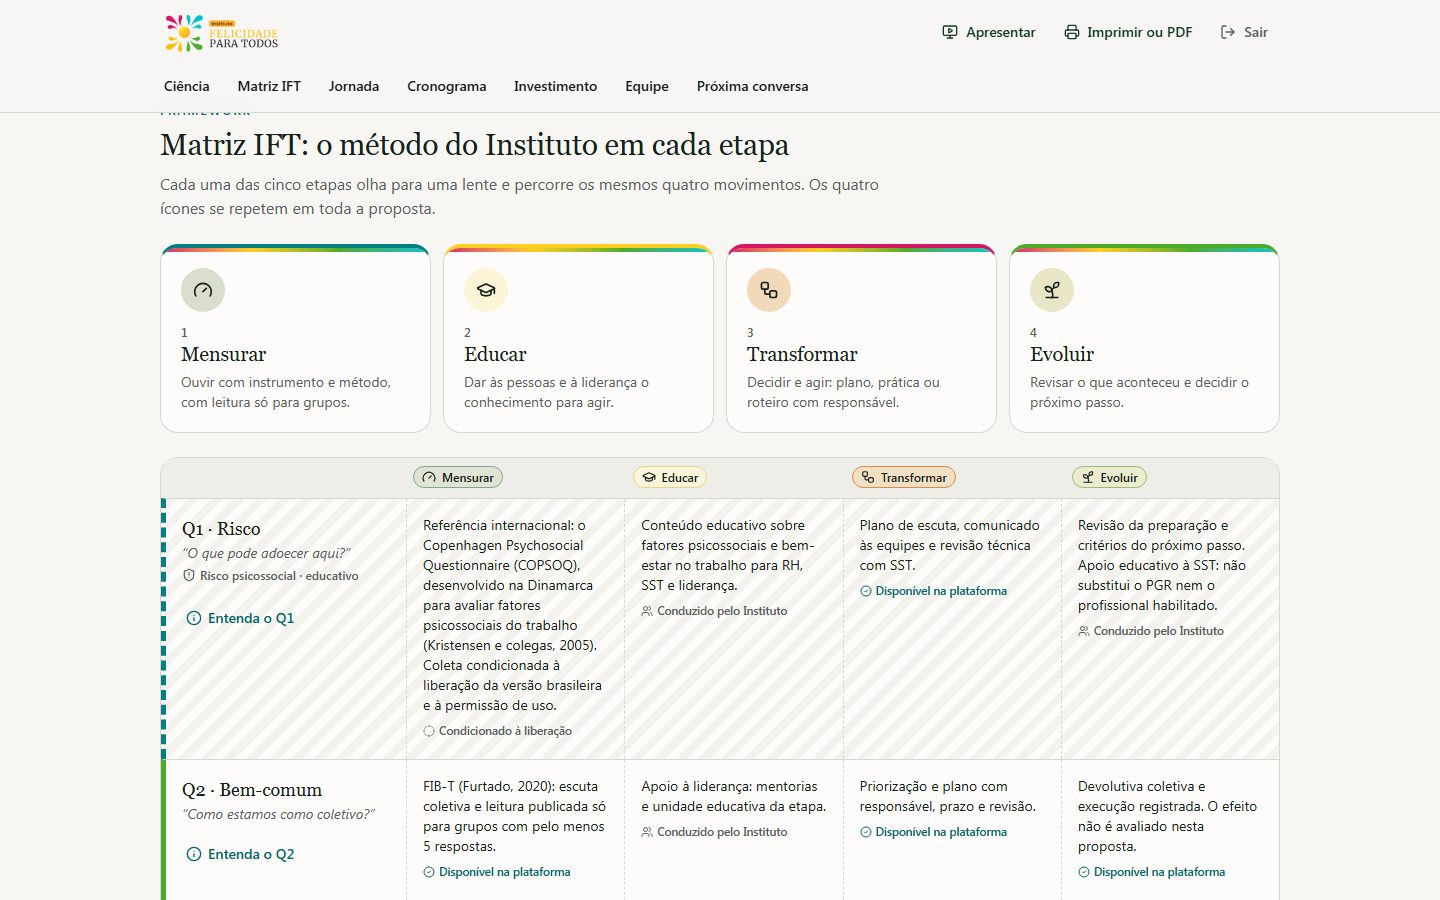 Instituto
FELICIDADE
PARA TODOS
Apresentar
Imprimir ou PDF
Sair
Ciência
Matriz IFT
Jornada
Cronograma
Investimento
Equipe
Próxima conversa
Matriz IFT: o método do Instituto em cada etapa
Cada uma das cinco etapas olha para uma lente e percorre os mesmos quatro movimentos. Os quatro
ícones se repetem em toda a proposta.
1
Mensurar
Ouvir com instrumento e método,
com leitura só para grupos.
2
Educar
Dar às pessoas e à liderança o
conhecimento para agir.
3
Transformar
Decidir e agir: plano, prática ou
roteiro com responsável.
4
Evoluir
Revisar o que aconteceu e decidir o
próximo passo.
Mensurar
Educar
Transformar
Evoluir
Q1 · Risco
“O que pode adoecer aqui?”
Risco psicossocial · educativo
Entenda o Q1
Referência internacional: o
Copenhagen Psychosocial
Questionnaire (COPSOQ),
desenvolvido na Dinamarca
para avaliar fatores
psicossociais do trabalho
(Kristensen e colegas, 2005).
Coleta condicionada à
liberação da versão brasileira
e à permissão de uso.
Condicionado à liberação
Conteúdo educativo sobre
fatores psicossociais e bem-
estar no trabalho para RH,
SST e liderança.
Conduzido pelo Instituto
Plano de escuta, comunicado
às equipes e revisão técnica
com SST.
Disponível na plataforma
Revisão da preparação e
critérios do próximo passo.
Apoio educativo à SST: não
substitui o PGR nem o
profissional habilitado.
Conduzido pelo Instituto
Q2 · Bem-comum
“Como estamos como coletivo?”
Entenda o Q2
FIB-T (Furtado, 2020): escuta
coletiva e leitura publicada só
para grupos com pelo menos
5 respostas.
Disponível na plataforma
Apoio à liderança: mentorias
e unidade educativa da etapa.
Conduzido pelo Instituto
Priorização e plano com
responsável, prazo e revisão.
Disponível na plataforma
Devolutiva coletiva e
execução registrada. O efeito
não é avaliado nesta
proposta.
Disponível na plataforma